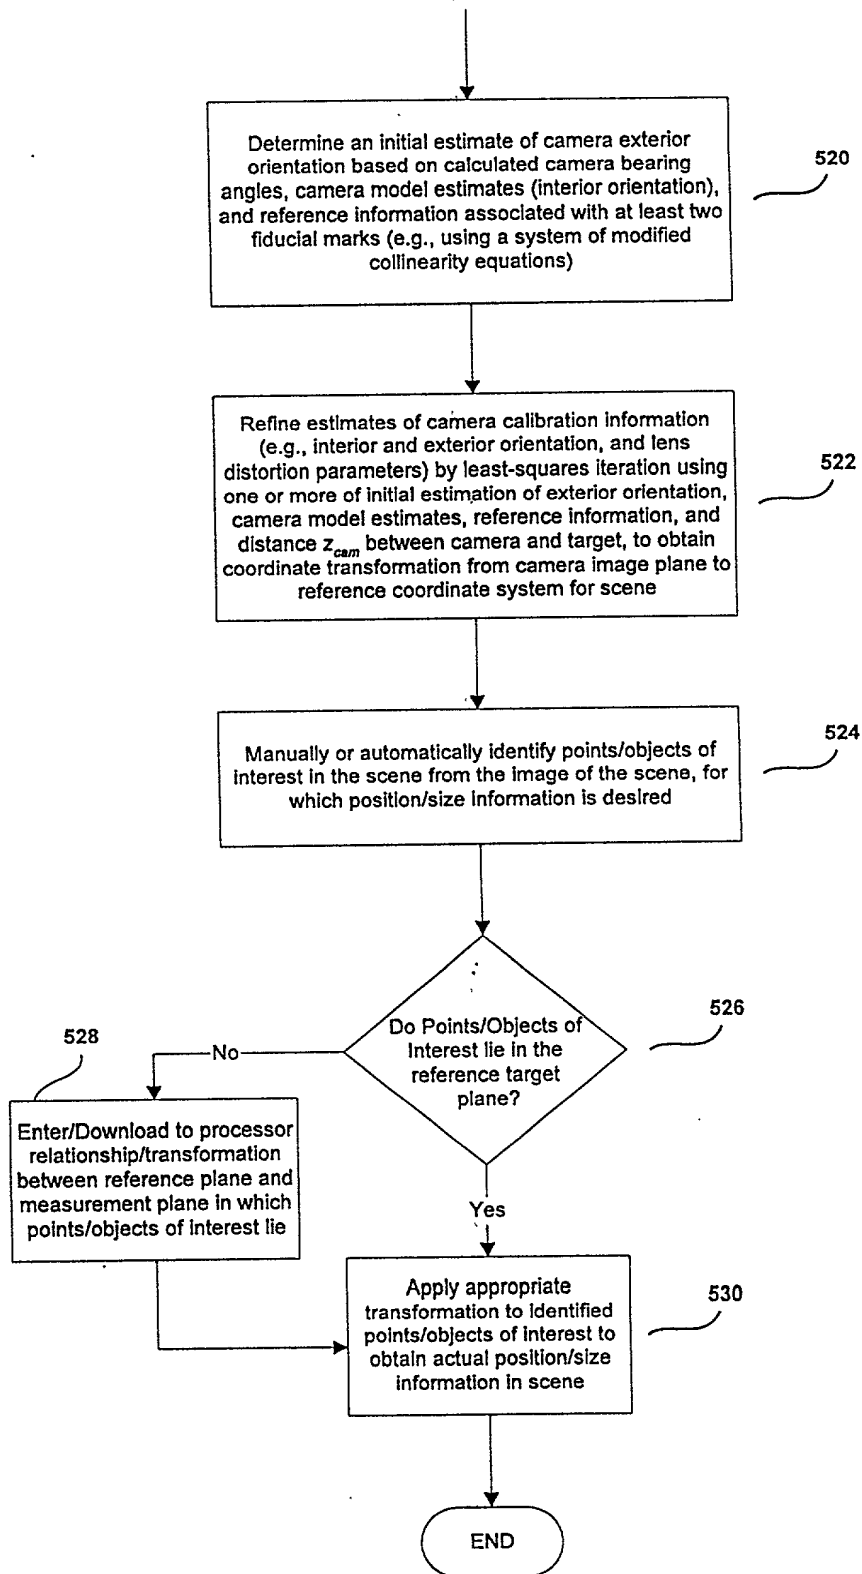 Determine an initial estimate of camera exterior
orientation based on calculated camera bearing
angles, camera model estimates (interior orientation),
and reference information associated with at least two
fiducial marks (e.g., using a system of modified
collinearity equations)
520
Refine estimates of camera calibration information
(e.g., interior and exterior orientation, and lens
distortion parameters) by least-squares iteration using
one or more of initial estimation of exterior orientation,
camera model estimates, reference information, and
distance z_cam between camera and target, to obtain
coordinate transformation from camera image plane to
reference coordinate system for scene
522
Manually or automatically identify points/objects of
interest in the scene from the image of the scene, for
which position/size information is desired
524
Do Points/Objects of
Interest lie in the
reference target
plane?
526
No
528
Enter/Download to processor
relationship/transformation
between reference plane and
measurement plane in which
points/objects of interest lie
Yes
Apply appropriate
transformation to identified
points/objects of interest to
obtain actual position/size
information in scene
530
END